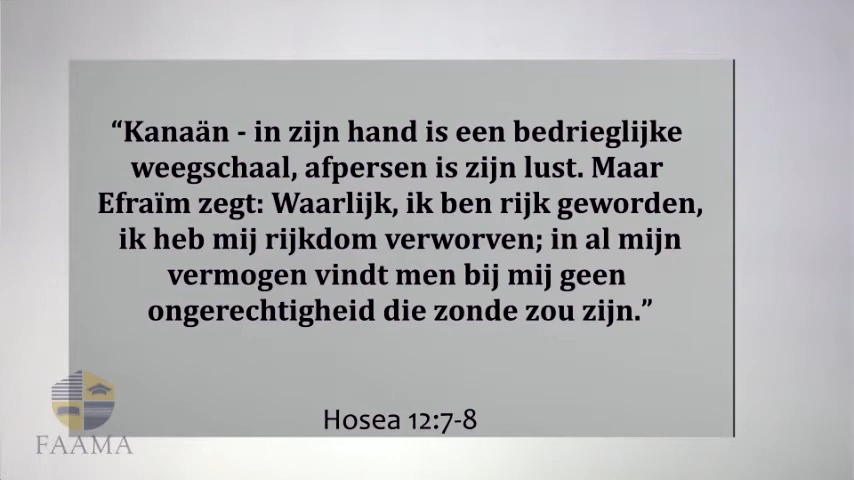 “Kanaän - in zijn hand is een bedrieglijke
weegschaal, afpersen is zijn lust. Maar
Efraïm zegt: Waarlijk, ik ben rijk geworden,
ik heb mij rijkdom verworven; in al mijn
vermogen vindt men bij mij geen
ongerechtigheid die zonde zou zijn.”
Hosea 12:7-8
FAAMA